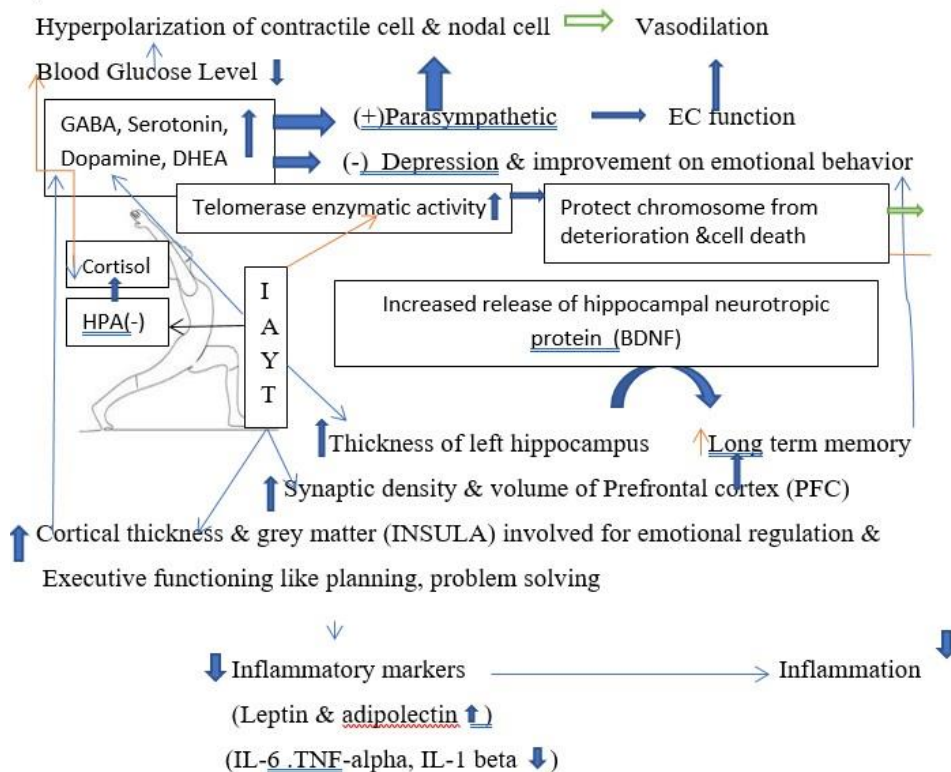 Hyperpolarization of contractile cell & nodal cell
Vasodilation
Blood Glucose Level
GABA, Serotonin,
Dopamine, DHEA
(+)Parasympathetic
EC function
(-) Depression & improvement on emotional behavior
Telomerase enzymatic activity
Protect chromosome from
deterioration &cell death
Cortisol
HPA(-)
I
A
Y
T
Increased release of hippocampal neurotropic
protein (BDNF)
Thickness of left hippocampus
Long term memory
Synaptic density & volume of Prefrontal cortex (PFC)
Cortical thickness & grey matter (INSULA) involved for emotional regulation &
Executive functioning like planning, problem solving
Inflammatory markers
Inflammation
(Leptin & adipolectin )
(IL-6 .TNF-alpha, IL-1 beta )